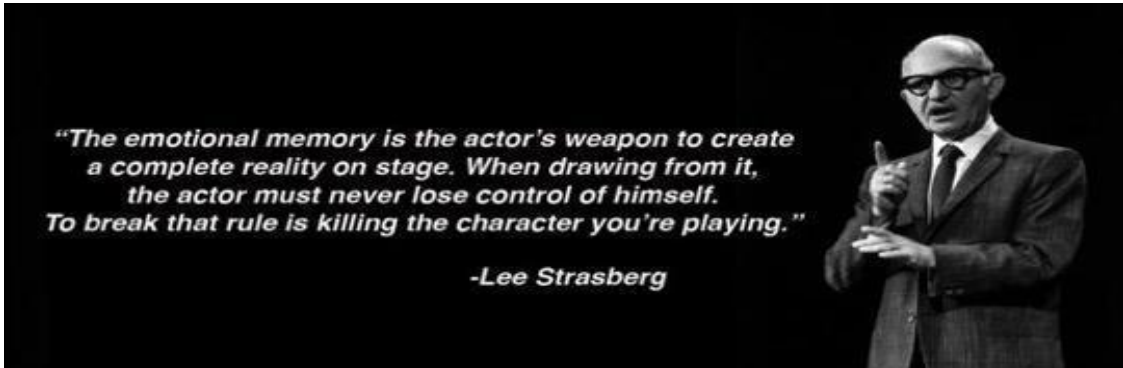 “The emotional memory is the actor’s weapon to create
a complete reality on stage. When drawing from it,
the actor must never lose control of himself.
To break that rule is killing the character you’re playing.”
-Lee Strasberg